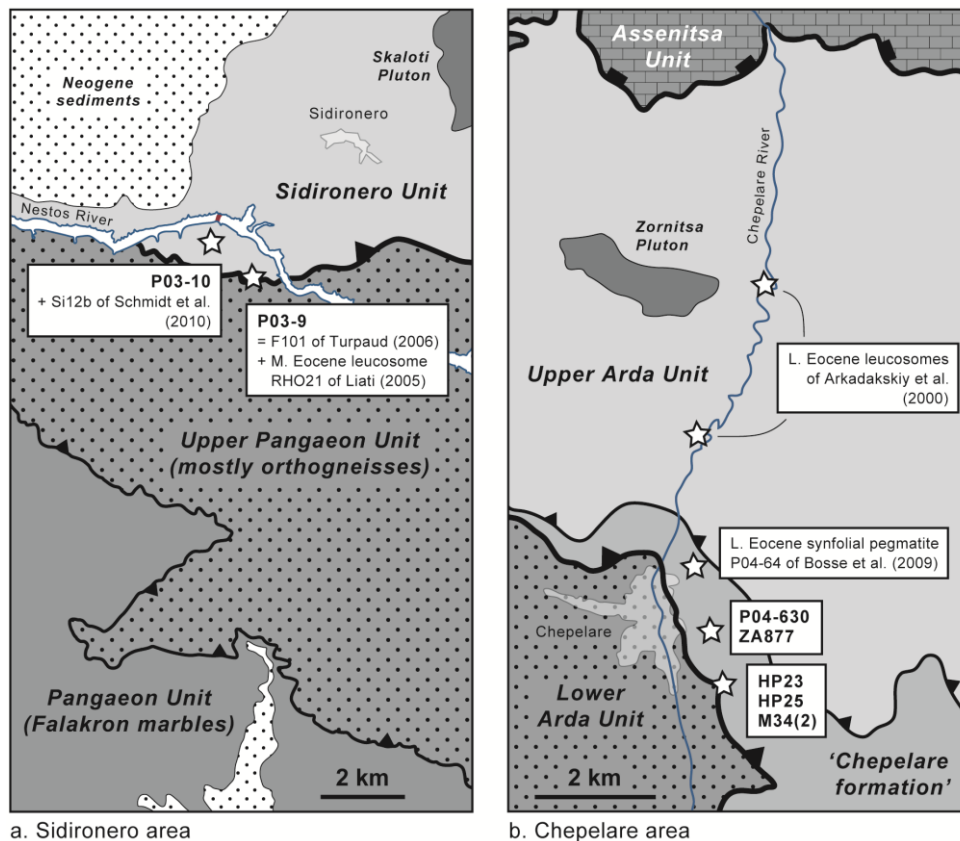 Neogene
sediments
Skaloti
Pluton
Sidironero
Sidironero Unit
Nestos River
P03-10
+ Si12b of Schmidt et al.
(2010)
P03-9
= F101 of Turpaud (2006)
+ M. Eocene leucosome
RHO21 of Liati (2005)
Upper Pangaeon Unit
(mostly orthogneisses)
Pangaeon Unit
(Falakron marbles)
2 km
a. Sidironero area
Assenitsa
Unit
Chepelare River
Zornitsa
Pluton
Upper Arda Unit
L. Eocene leucosomes
of Arkadakskiy et al.
(2000)
L. Eocene synfolial pegmatite
P04-64 of Bosse et al. (2009)
Chepelare
P04-630
ZA877
HP23
HP25
M34(2)
Lower
Arda Unit
2 km
'Chepelare
formation'
b. Chepelare area